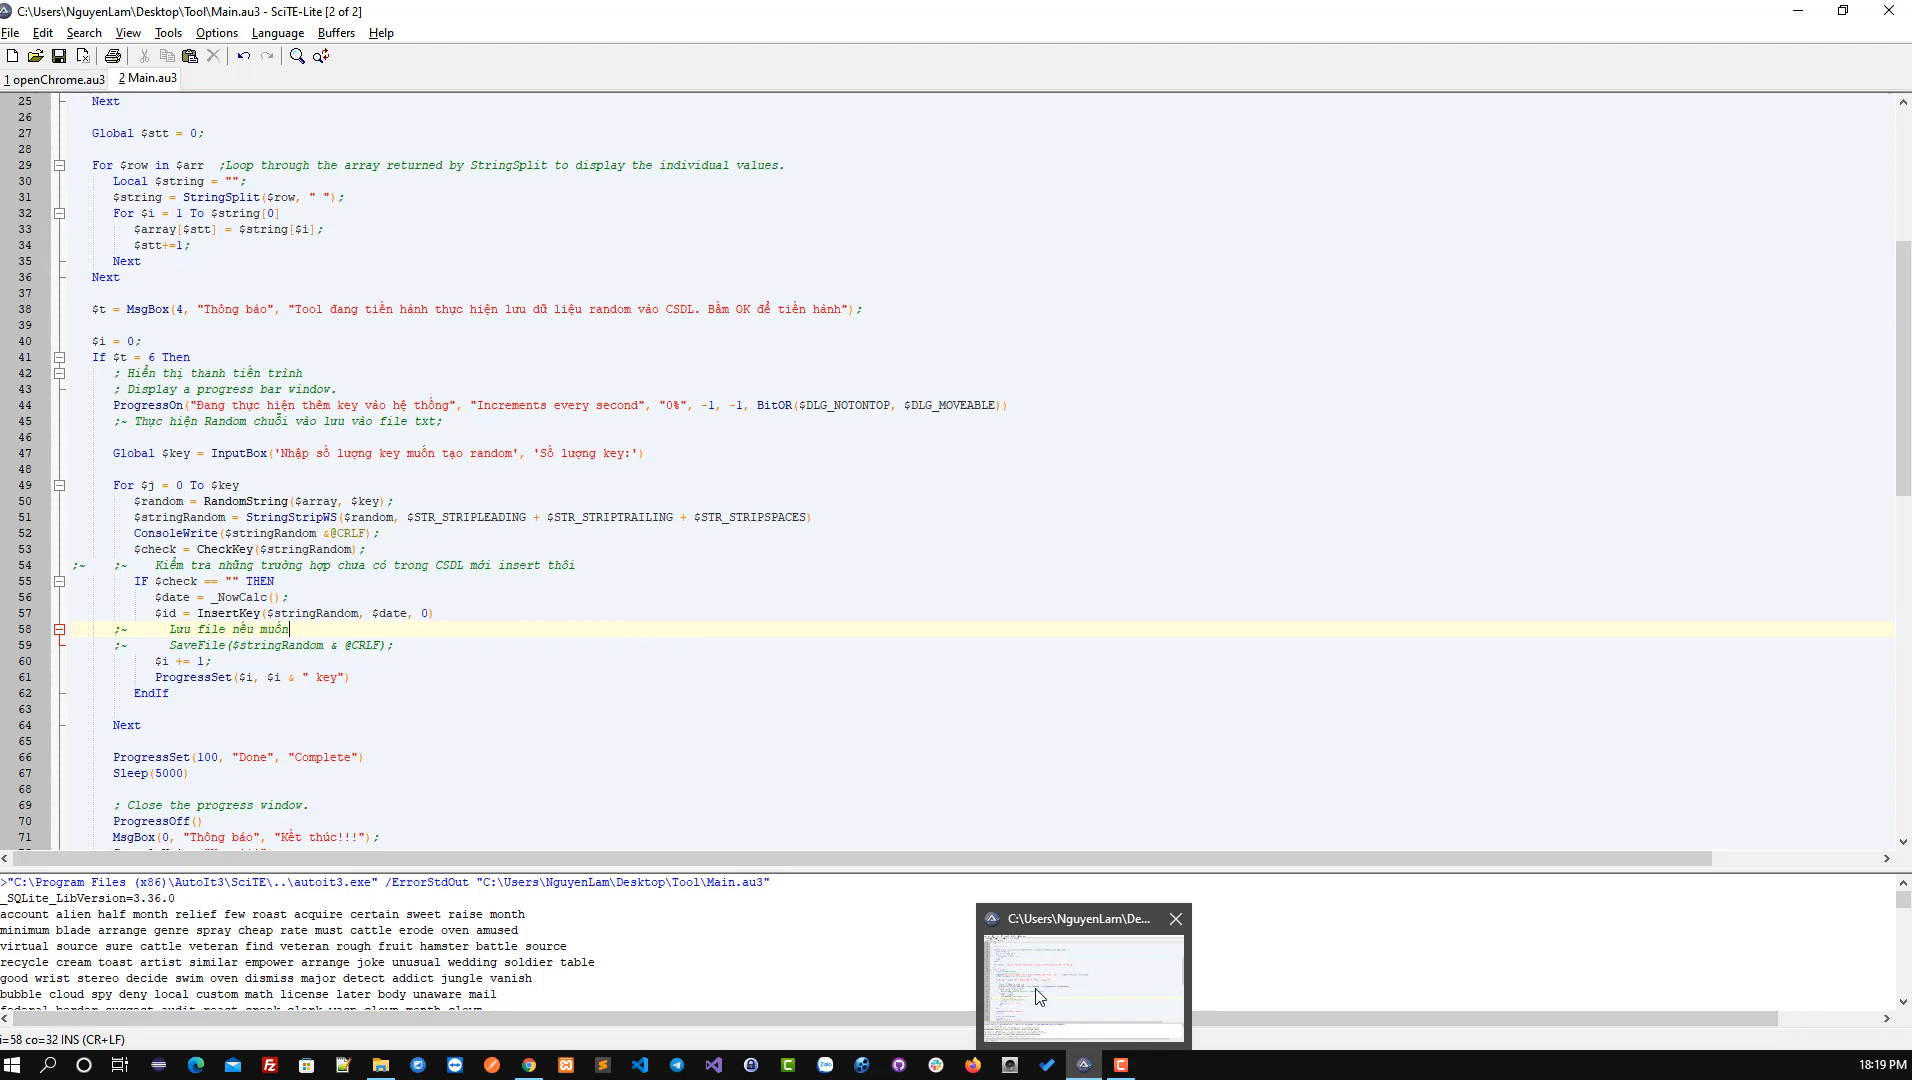 C:\Users\NguyenLam\Desktop\Tool\Main.au3 - SciTE-Lite [2 of 2]
File Edit Search View Tools Options Language Buffers Help
1 openChrome.au3 2 Main.au3
25 Next
26
27 Global $stt = 0;
28
29 For $row in $arr ;Loop through the array returned by StringSplit to display the individual values.
30 Local $string = "";
31 $string = StringSplit($row, " ");
32 For $i = 1 To $string[0]
33 $array[$stt] = $string[$i];
34 $stt+=1;
35 Next
36 Next
37
38 $t = MsgBox(4, "Thông báo", "Tool đang tiến hành thực hiện lưu dữ liệu random vào CSDL. Bấm OK để tiến hành");
39
40 $i = 0;
41 If $t = 6 Then
42 ; Hiển thị thanh tiến trình
43 ; Display a progress bar window.
44 ProgressOn("Đang thực hiện thêm key vào hệ thống", "Increments every second", "0%", -1, -1, BitOR($DLG_NOTONTOP, $DLG_MOVEABLE))
45 ;~ Thực hiện Random chuỗi vào lưu vào file txt;
46
47 Global $key = InputBox('Nhập số lượng key muốn tạo random', 'Số lượng key:')
48
49 For $j = 0 To $key
50 $random = RandomString($array, $key);
51 $stringRandom = StringStripWS($random, $STR_STRIPLEADING + $STR_STRIPTRAILING + $STR_STRIPSPACES)
52 ConsoleWrite($stringRandom &@CRLF);
53 $check = CheckKey($stringRandom);
54 ;~ ;~ Kiểm tra những trường hợp chưa có trong CSDL mới insert thôi
55 IF $check == "" THEN
56 $date = _NowCalc();
57 $id = InsertKey($stringRandom, $date, 0)
58 ;~ Lưu file nếu muốn
59 ;~ SaveFile($stringRandom & @CRLF);
60 $i += 1;
61 ProgressSet($i, $i & " key")
62 EndIf
63
64 Next
65
66 ProgressSet(100, "Done", "Complete")
67 Sleep(5000)
68
69 ; Close the progress window.
70 ProgressOff()
71 MsgBox(0, "Thông báo", "Kết thúc!!!");
>"C:\Program Files (x86)\AutoIt3\SciTE\..\autoit3.exe" /ErrorStdOut "C:\Users\NguyenLam\Desktop\Tool\Main.au3"
_SQLite_LibVersion=3.36.0
account alien half month relief few roast acquire certain sweet raise month
minimum blade arrange genre spray cheap rate must cattle erode oven amused
virtual source sure cattle veteran find veteran rough fruit hamster battle source
recycle cream toast artist similar empower arrange joke unusual wedding soldier table
good wrist stereo decide swim oven dismiss major detect addict jungle vanish
bubble cloud spy deny local custom math license later body unaware mail
C:\Users\NguyenLam\De...
i=58 co=32 INS (CR+LF)
18:19 PM